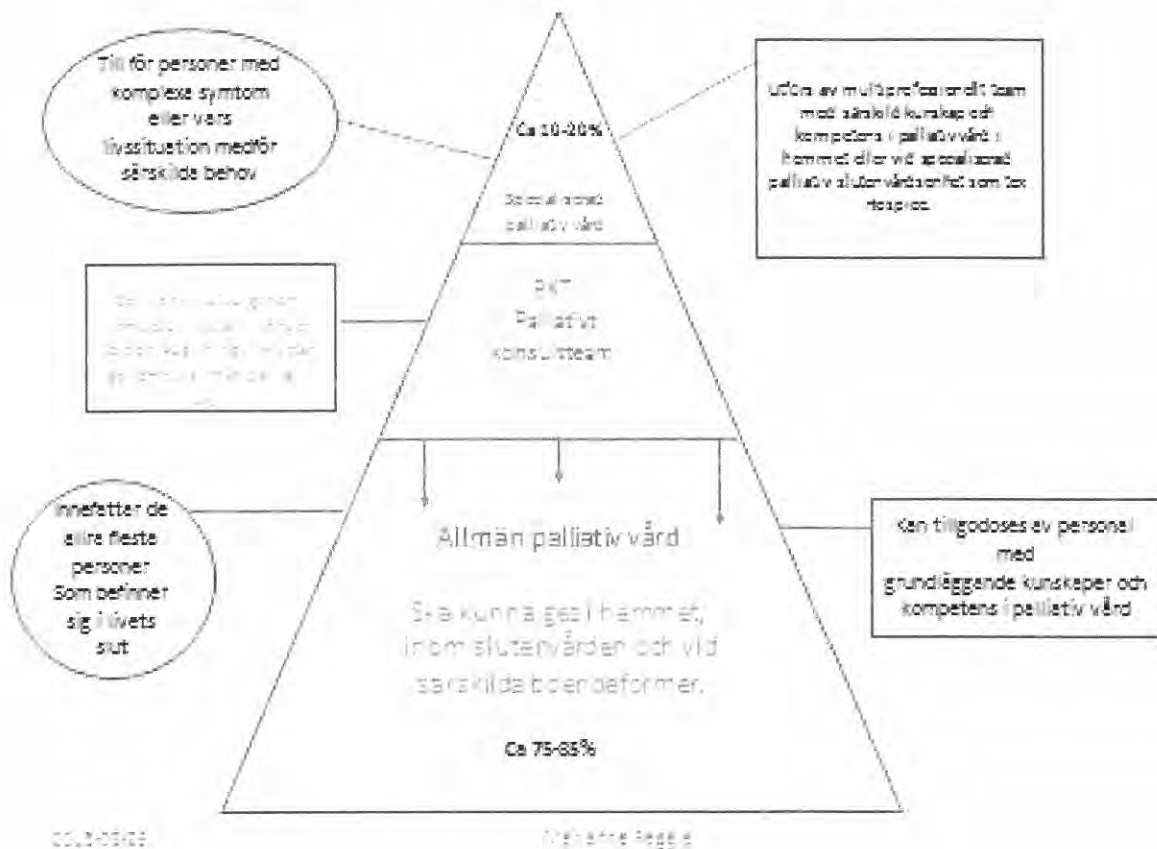 Till för personer med
komplexa symtom
eller vars
livssituation medför
särskilda behov
Ca 10-20%
Utförs av multiprofessionellt team
med särskild kunskap och
kompetens i palliativ vård i
hemmet eller vid specialiserad
palliativ slutenvårdsenhet som tex
Hospice
Specialiserad
palliativ vård
PKT
Palliativt
konsultteam
Innefattar de
allra flesta
personer
Som befinner
sig i livets
slut
Allmän palliativ vård
Kan tillgodoses av personal
med
grundläggande kunskaper och
kompetens i palliativ vård
Ska kunna ges i hemmet,
inom slutenvården och vid
särskilda boendeformer.
Ca 75-85%